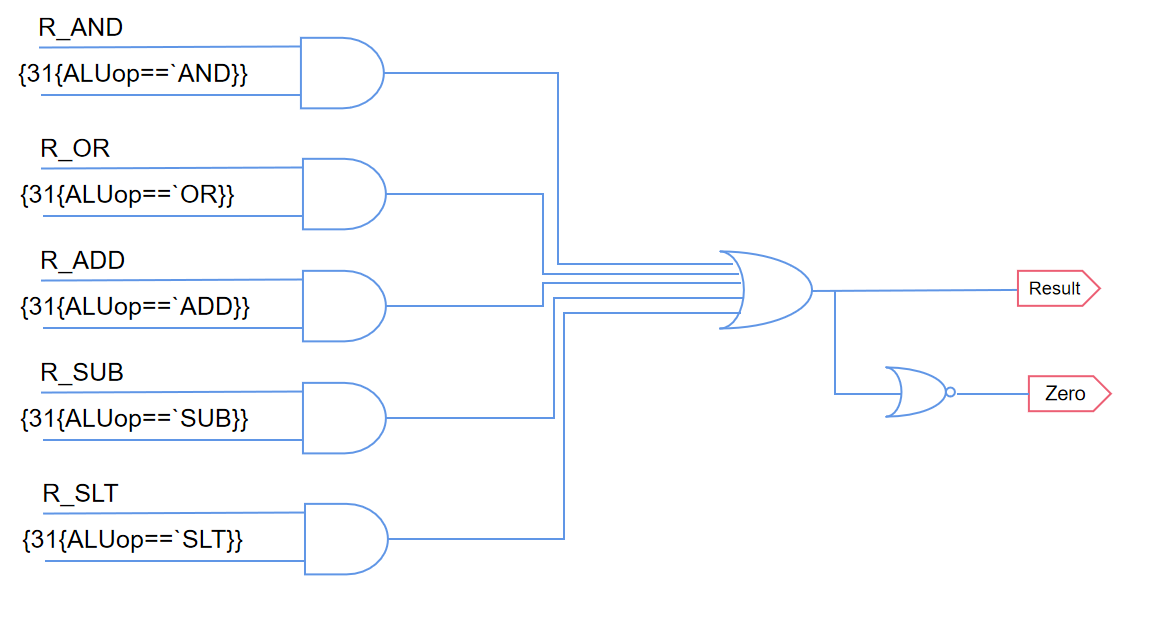 R_AND
{31{ALUop==`AND}}
R_OR
{31{ALUop==`OR}}
R_ADD
{31{ALUop==`ADD}}
R_SUB
{31{ALUop==`SUB}}
R_SLT
{31{ALUop==`SLT}}
Result
Zero